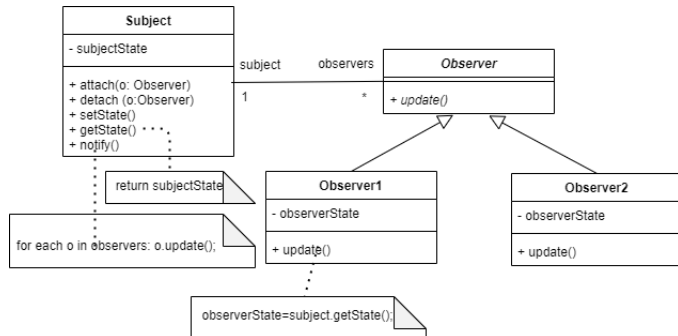 Subject
- subjectState
+ attach(o: Observer)
+ detach (o:Observer)
+ setState()
+ getState()
+ notify()
subject
observers
1
*
Observer
+ update()
return subjectState
for each o in observers: o.update();
Observer1
- observerState
+ update()
observerState=subject.getState();
Observer2
- observerState
+ update()